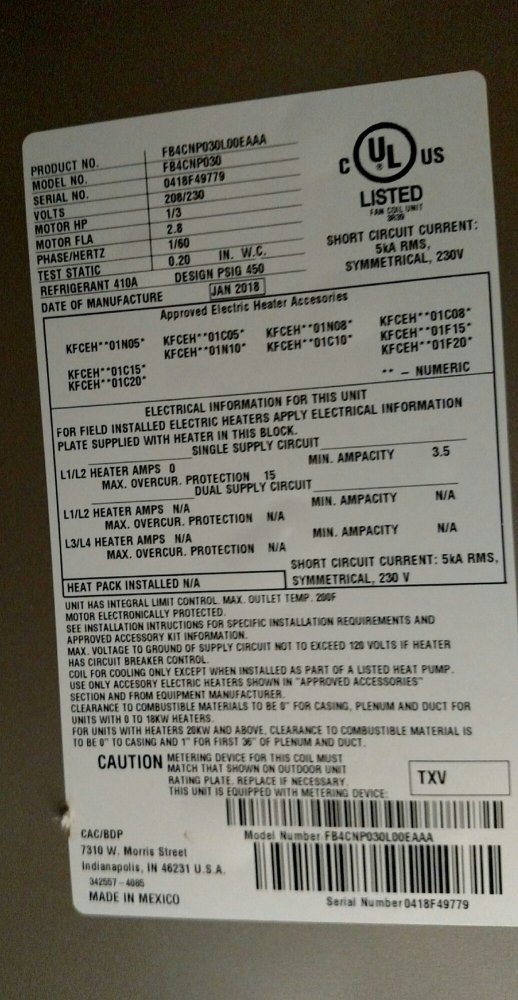 PRODUCT NO. FB4CNP030L00EAAA
MODEL NO. FB4CNP030
SERIAL NO. 0418F49779
VOLTS 208/230
MOTOR HP 1/3
MOTOR FLA 2.8
PHASE/HERTZ 1/60
TEST STATIC 0.20 IN. W.C.
REFRIGERANT 410A DESIGN PSIG 450
DATE OF MANUFACTURE JAN 2018
C UL US
LISTED
FAN COIL UNIT
SHORT CIRCUIT CURRENT:
5kA RMS,
SYMMETRICAL, 230V
Approved Electric Heater Accesories
KFCEH**01N05* KFCEH**01C05* KFCEH**01N08* KFCEH**01C08*
KFCEH**01N10* KFCEH**01C10* KFCEH**01F15*
KFCEH**01C15* KFCEH**01F20*
KFCEH**01C20*
** – NUMERIC
ELECTRICAL INFORMATION FOR THIS UNIT
FOR FIELD INSTALLED ELECTRIC HEATERS APPLY ELECTRICAL INFORMATION
PLATE SUPPLIED WITH HEATER IN THIS BLOCK.
SINGLE SUPPLY CIRCUIT
L1/L2 HEATER AMPS 0 MIN. AMPACITY 3.5
MAX. OVERCUR. PROTECTION 15
DUAL SUPPLY CIRCUIT
L1/L2 HEATER AMPS N/A MIN. AMPACITY N/A
MAX. OVERCUR. PROTECTION N/A
L3/L4 HEATER AMPS N/A MIN. AMPACITY N/A
MAX. OVERCUR. PROTECTION N/A
SHORT CIRCUIT CURRENT: 5kA RMS,
HEAT PACK INSTALLED N/A SYMMETRICAL, 230 V
UNIT HAS INTEGRAL LIMIT CONTROL. MAX. OUTLET TEMP. 200F
MOTOR ELECTRONICALLY PROTECTED.
SEE INSTALLATION INTRUCTIONS FOR SPECIFIC INSTALLATION REQUIREMENTS AND
APPROVED ACCESSORY KIT INFORMATION.
MAX. VOLTAGE TO GROUND OF SUPPLY CIRCUIT NOT TO EXCEED 120 VOLTS IF HEATER
HAS CIRCUIT BREAKER CONTROL.
COIL FOR COOLING ONLY EXCEPT WHEN INSTALLED AS PART OF A LISTED HEAT PUMP.
USE ONLY ACCESORY ELECTRIC HEATERS SHOWN IN "APPROVED ACCESSORIES"
SECTION AND FROM EQUIPMENT MANUFACTURER.
CLEARANCE TO COMBUSTIBLE MATERIALS TO BE 0" FOR CASING, PLENUM AND DUCT FOR
UNITS WITH 0 TO 18KW HEATERS.
FOR UNITS WITH HEATERS 20KW AND ABOVE, CLEARANCE TO COMBUSTIBLE MATERIAL IS
TO BE 0" TO CASING AND 1" FOR FIRST 36" OF PLENUM AND DUCT.
CAUTION METERING DEVICE FOR THIS COIL MUST
MATCH THAT SHOWN ON OUTDOOR UNIT
RATING PLATE. REPLACE IF NECESSARY.
THIS UNIT IS EQUIPPED WITH METERING DEVICE:
TXV
Model Number FB4CNP030L00EAAA
CAC/BDP
7310 W. Morris Street
Indianapolis, IN 46231 U.S.A.
342557-4085
MADE IN MEXICO
Serial Number 0418F49779